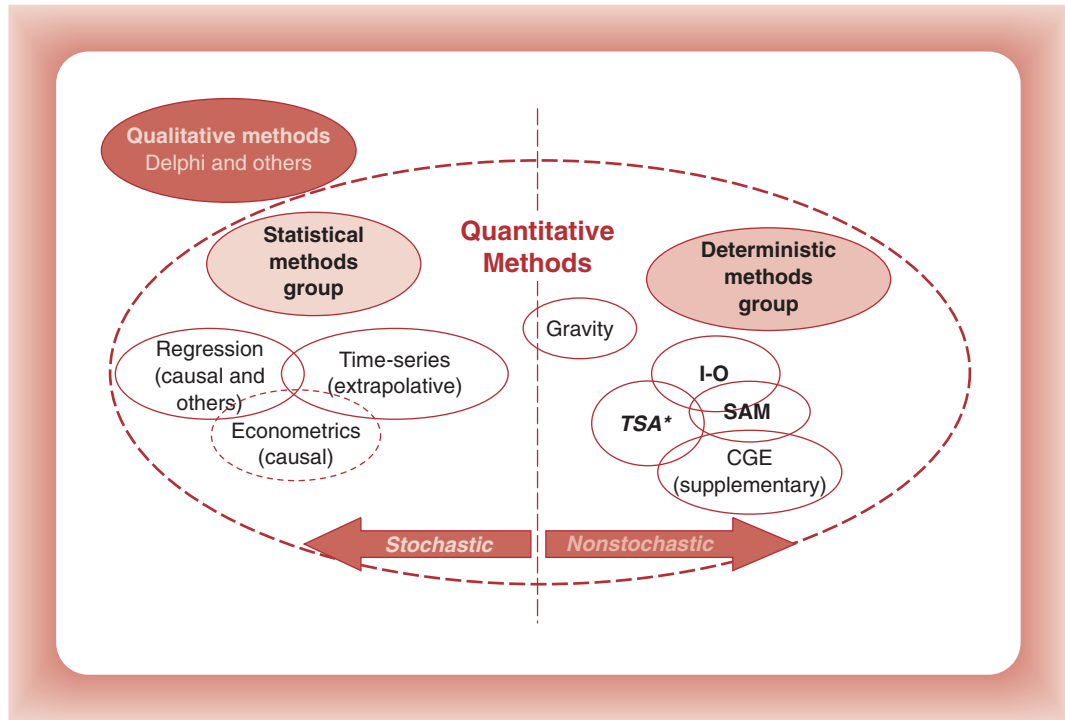 Qualitative methods
Delphi and others
Statistical
methods
group
Quantitative
Methods
Deterministic
methods
group
Gravity
Regression
(causal and
others)
Time-series
(extrapolative)
Econometrics
(causal)
I-O
TSA*
SAM
CGE
(supplementary)
Stochastic
Nonstochastic